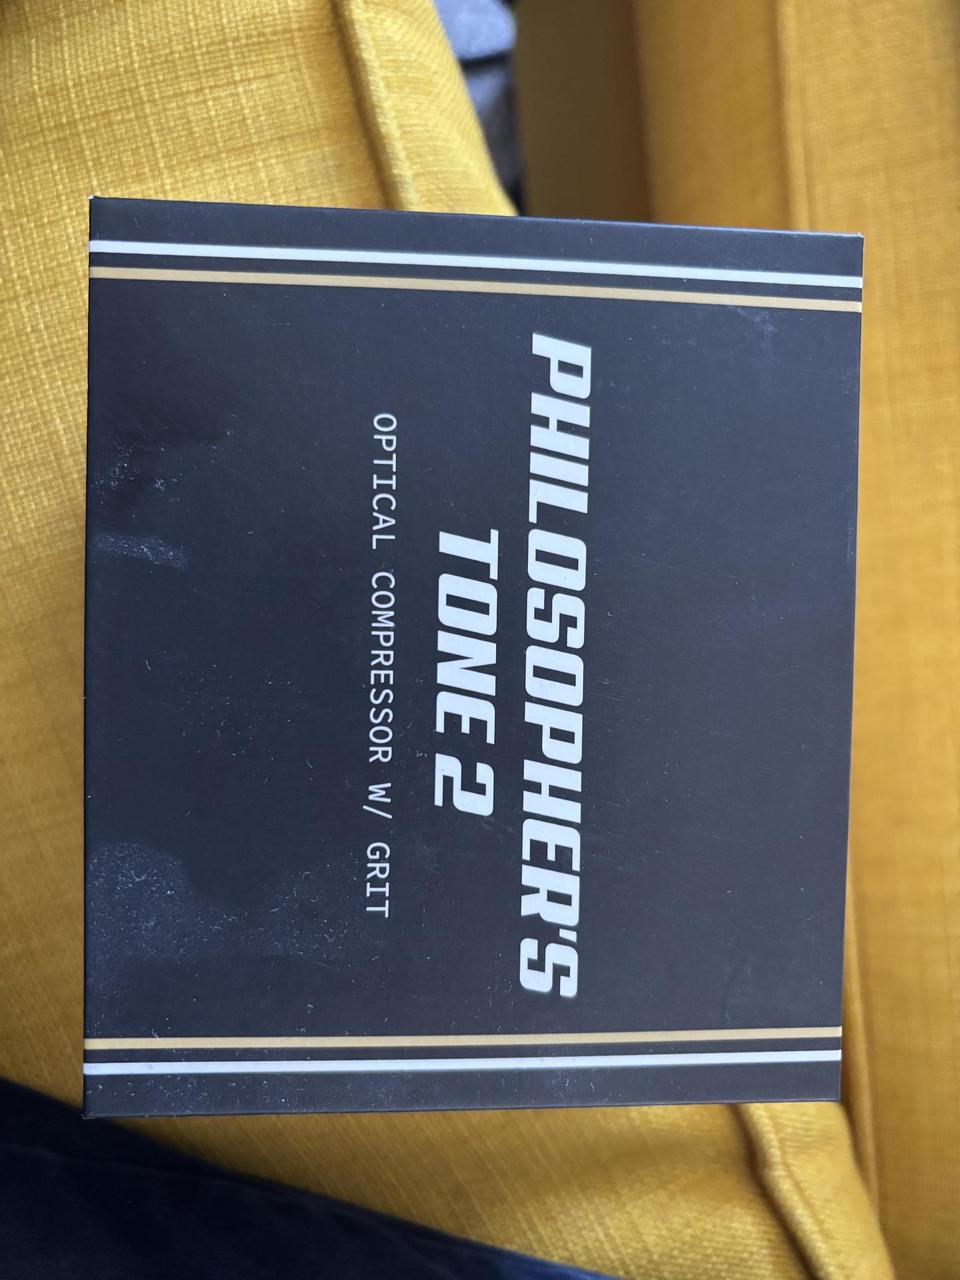 PHILOSOPHER'S
TONE 2
OPTICAL COMPRESSOR W/ GRIT